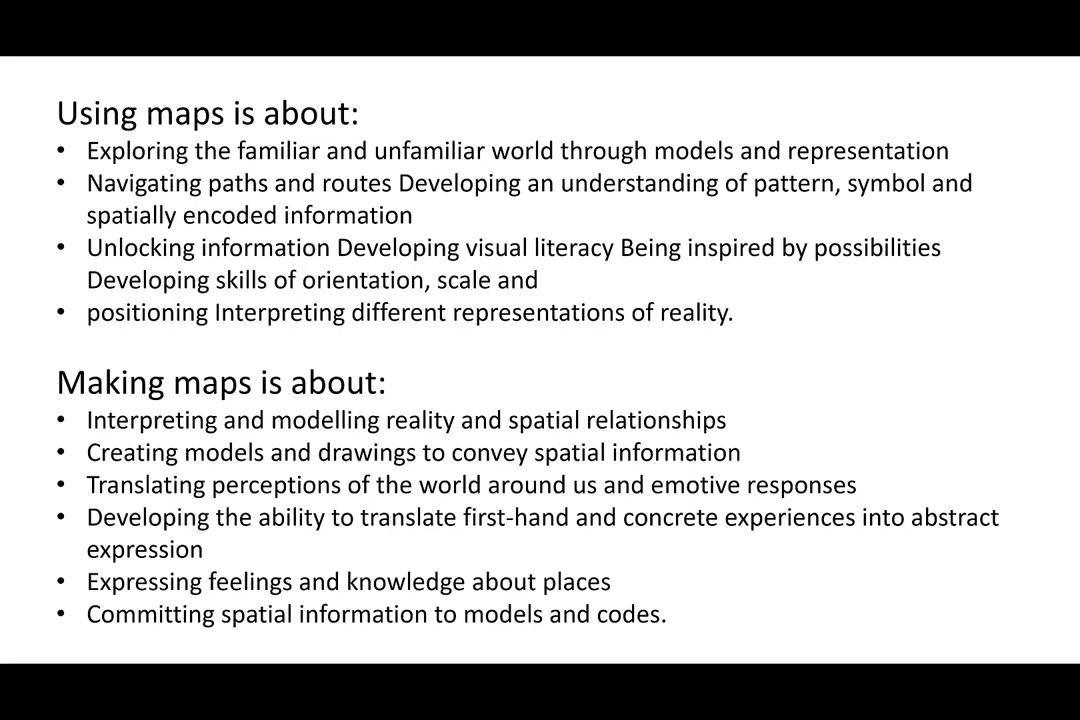 Using maps is about:
• Exploring the familiar and unfamiliar world through models and representation
• Navigating paths and routes Developing an understanding of pattern, symbol and
spatially encoded information
• Unlocking information Developing visual literacy Being inspired by possibilities
Developing skills of orientation, scale and
• positioning Interpreting different representations of reality.
Making maps is about:
• Interpreting and modelling reality and spatial relationships
• Creating models and drawings to convey spatial information
• Translating perceptions of the world around us and emotive responses
• Developing the ability to translate first-hand and concrete experiences into abstract
expression
• Expressing feelings and knowledge about places
• Committing spatial information to models and codes.